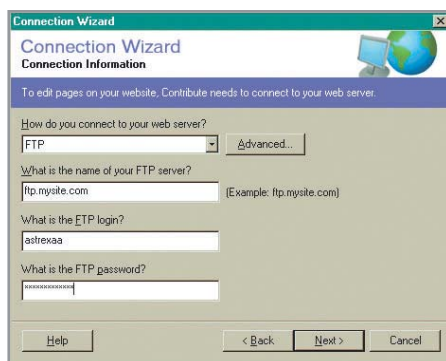 Connection Wizard
Connection Wizard
Connection Information
To edit pages on your website, Contribute needs to connect to your web server.
How do you connect to your web server?
FTP Advanced...
What is the name of your FTP server?
ftp.mysite.com (Example: ftp.mysite.com)
What is the FTP login?
astrexaa
What is the FTP password?
*************
Help < Back Next > Cancel